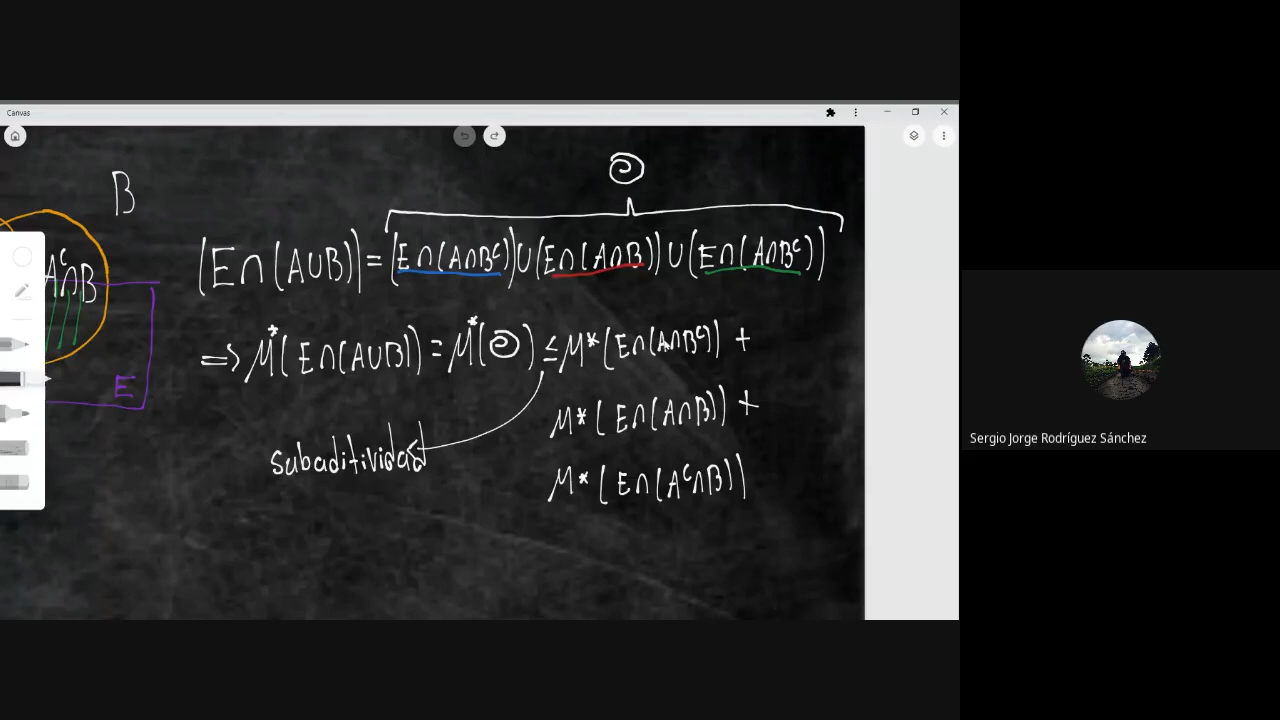 Canvas
B
(E∩(A∪B)) = (E∩(A∩Bᶜ))∪(E∩(A∩B))∪(E∩(A∩Bᶜ))
Aᶜ∩B
⇒ μ*(E∩(A∪B)) = μ*( ) ≤ μ*(E∩(A∩Bᶜ)) +
E
μ*(E∩(A∩B)) +
subaditividad
μ*(E∩(Aᶜ∩B))
Sergio Jorge Rodríguez Sánchez